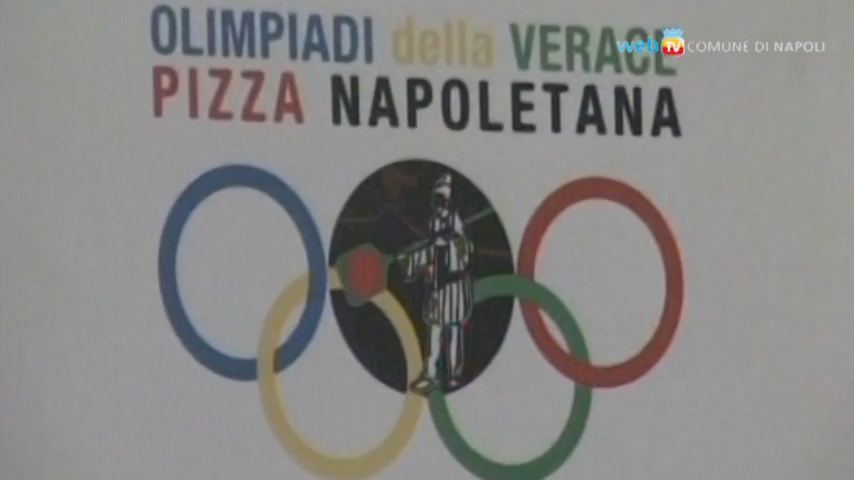 OLIMPIADI della VERACE
PIZZA NAPOLETANA
web TV COMUNE DI NAPOLI